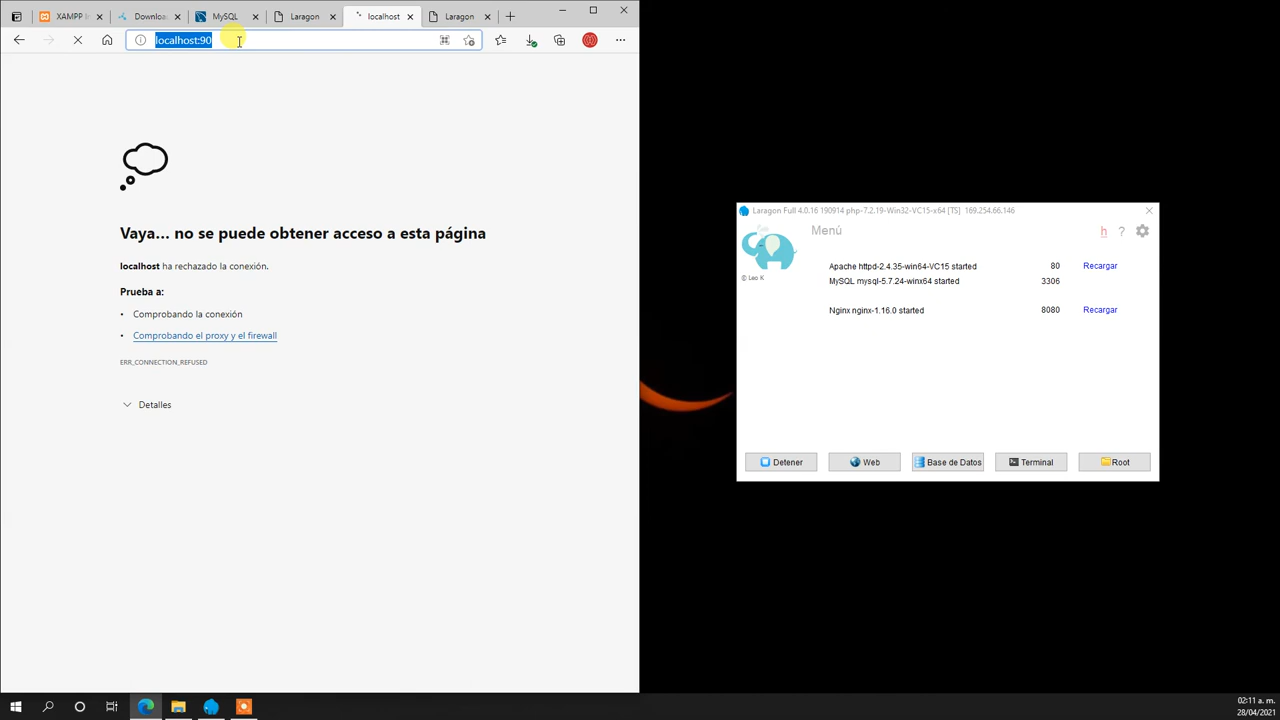 XAMPP In
Downloa
MySQL
Laragon
localhost
Laragon
localhost:90
Vaya... no se puede obtener acceso a esta página
localhost ha rechazado la conexión.
Prueba a:
• Comprobando la conexión
• Comprobando el proxy y el firewall
ERR_CONNECTION_REFUSED
Detalles
Laragon Full 4.0.16 190914 php-7.2.19-Win32-VC15-x64 [TS] 169.254.66.146
Menú
h ?
© Leo K
Apache httpd-2.4.35-win64-VC15 started 80 Recargar
MySQL mysql-5.7.24-winx64 started 3306
Nginx nginx-1.16.0 started 8080 Recargar
Detener Web Base de Datos Terminal Root
02:11 a. m.
28/04/2021